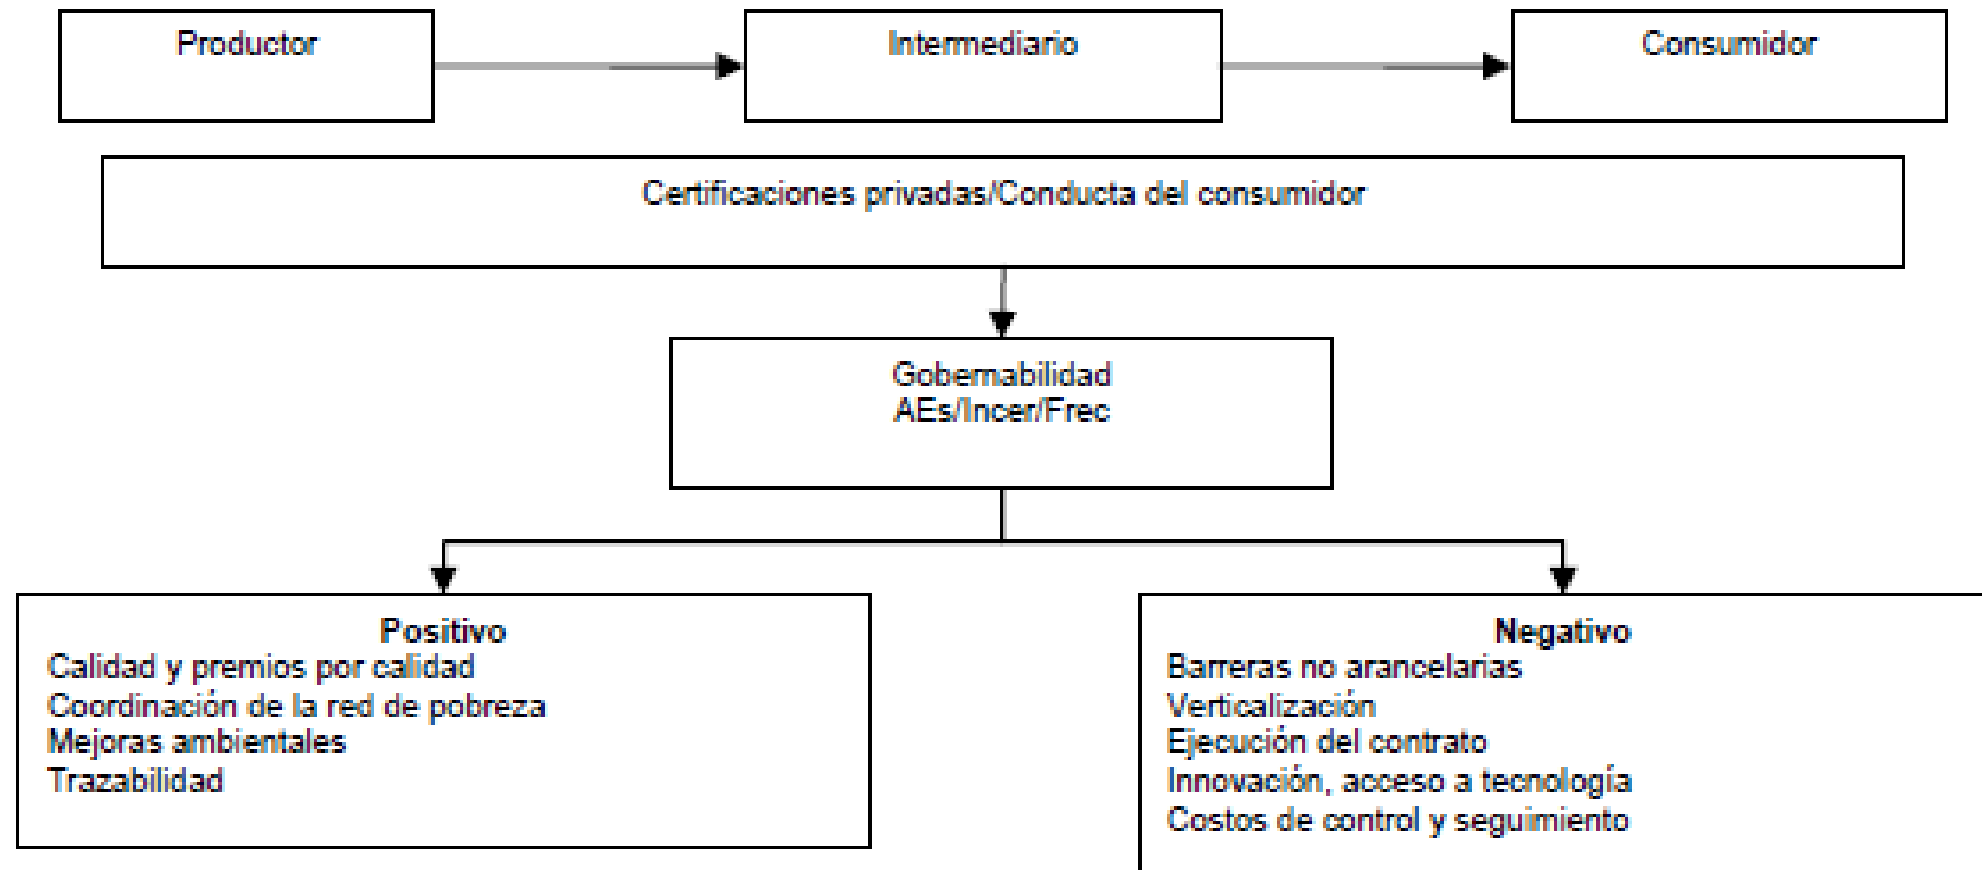 Productor
Intermediario
Consumidor
Certificaciones privadas/Conducta del consumidor
Gobernabilidad
AEs/Incer/Frec
Positivo
Calidad y premios por calidad
Coordinación de la red de pobreza
Mejoras ambientales
Trazabilidad
Negativo
Barreras no arancelarias
Verticalización
Ejecución del contrato
Innovación, acceso a tecnología
Costos de control y seguimiento